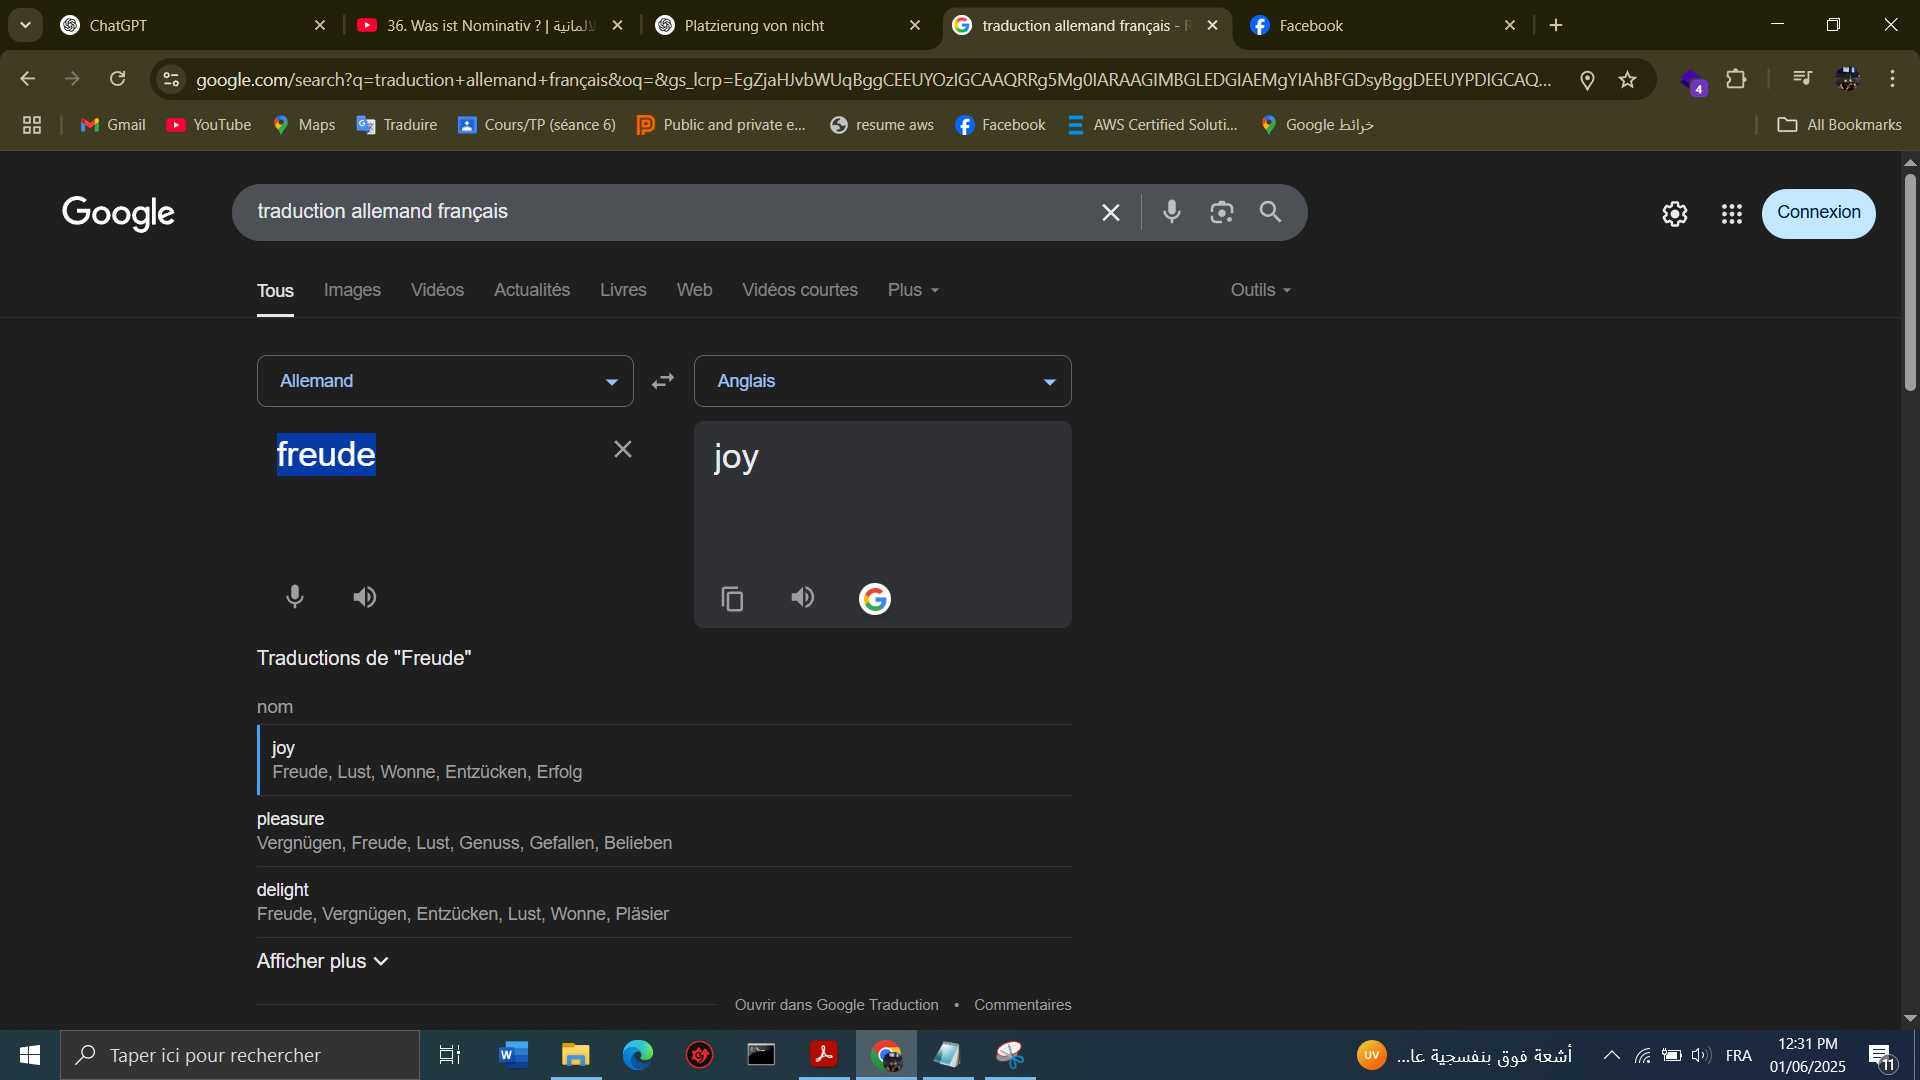 ChatGPT
36. Was ist Nominativ ? | الالمانية
Platzierung von nicht
traduction allemand français - R
Facebook
google.com/search?q=traduction+allemand+français&oq=&gs_lcrp=EgZjaHJvbWUqBggCEEUYOzIGCAAQRRg5Mg0IARAAGIMBGLEDGIAEMgYIAhBFGDsyBggDEEUYPDIGCAQ...
4
Gmail
YouTube
Maps
Traduire
Cours/TP (séance 6)
Public and private e...
resume aws
Facebook
AWS Certified Soluti...
خرائط Google
All Bookmarks
Google
traduction allemand français
Connexion
Tous
Images
Vidéos
Actualités
Livres
Web
Vidéos courtes
Plus
Outils
Allemand
Anglais
freude
joy
Traductions de "Freude"
nom
joy
Freude, Lust, Wonne, Entzücken, Erfolg
pleasure
Vergnügen, Freude, Lust, Genuss, Gefallen, Belieben
delight
Freude, Vergnügen, Entzücken, Lust, Wonne, Pläsier
Afficher plus
Ouvrir dans Google Traduction • Commentaires
Taper ici pour rechercher
UV
أشعة فوق بنفسجية عا...
FRA
12:31 PM
01/06/2025
11